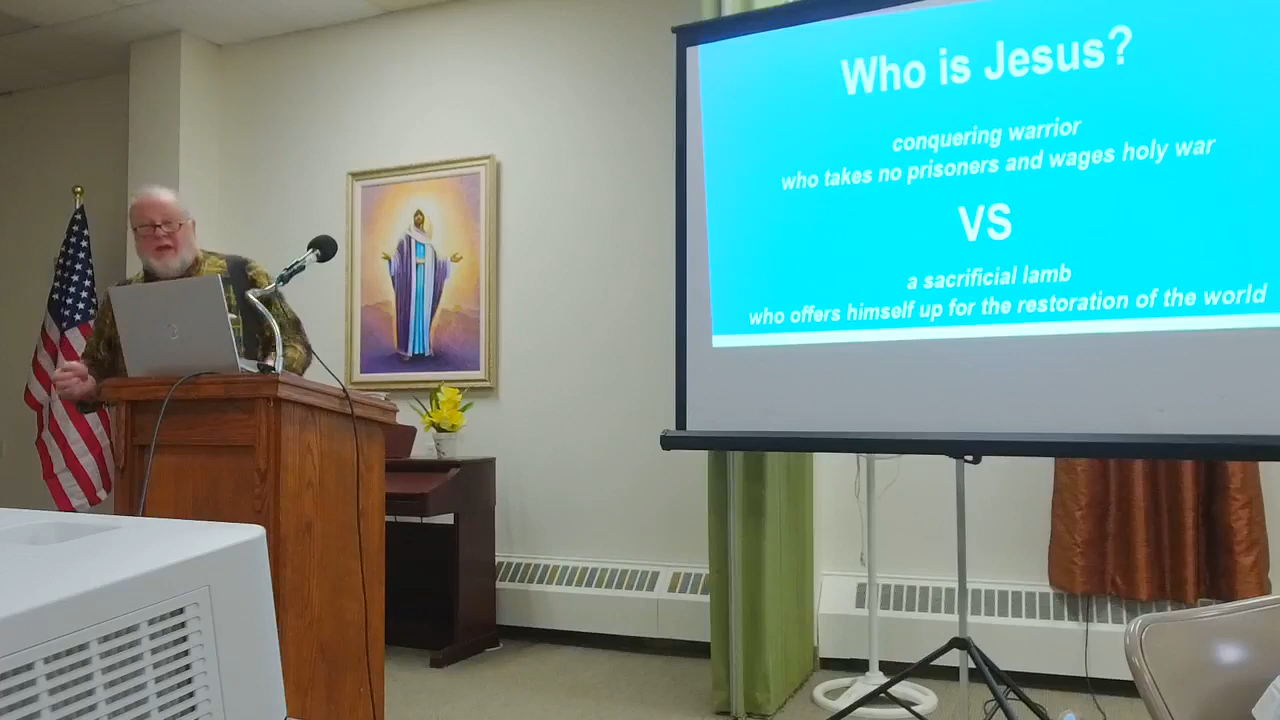 Who is Jesus?
conquering warrior
who takes no prisoners and wages holy war
VS
a sacrificial lamb
who offers himself up for the restoration of the world